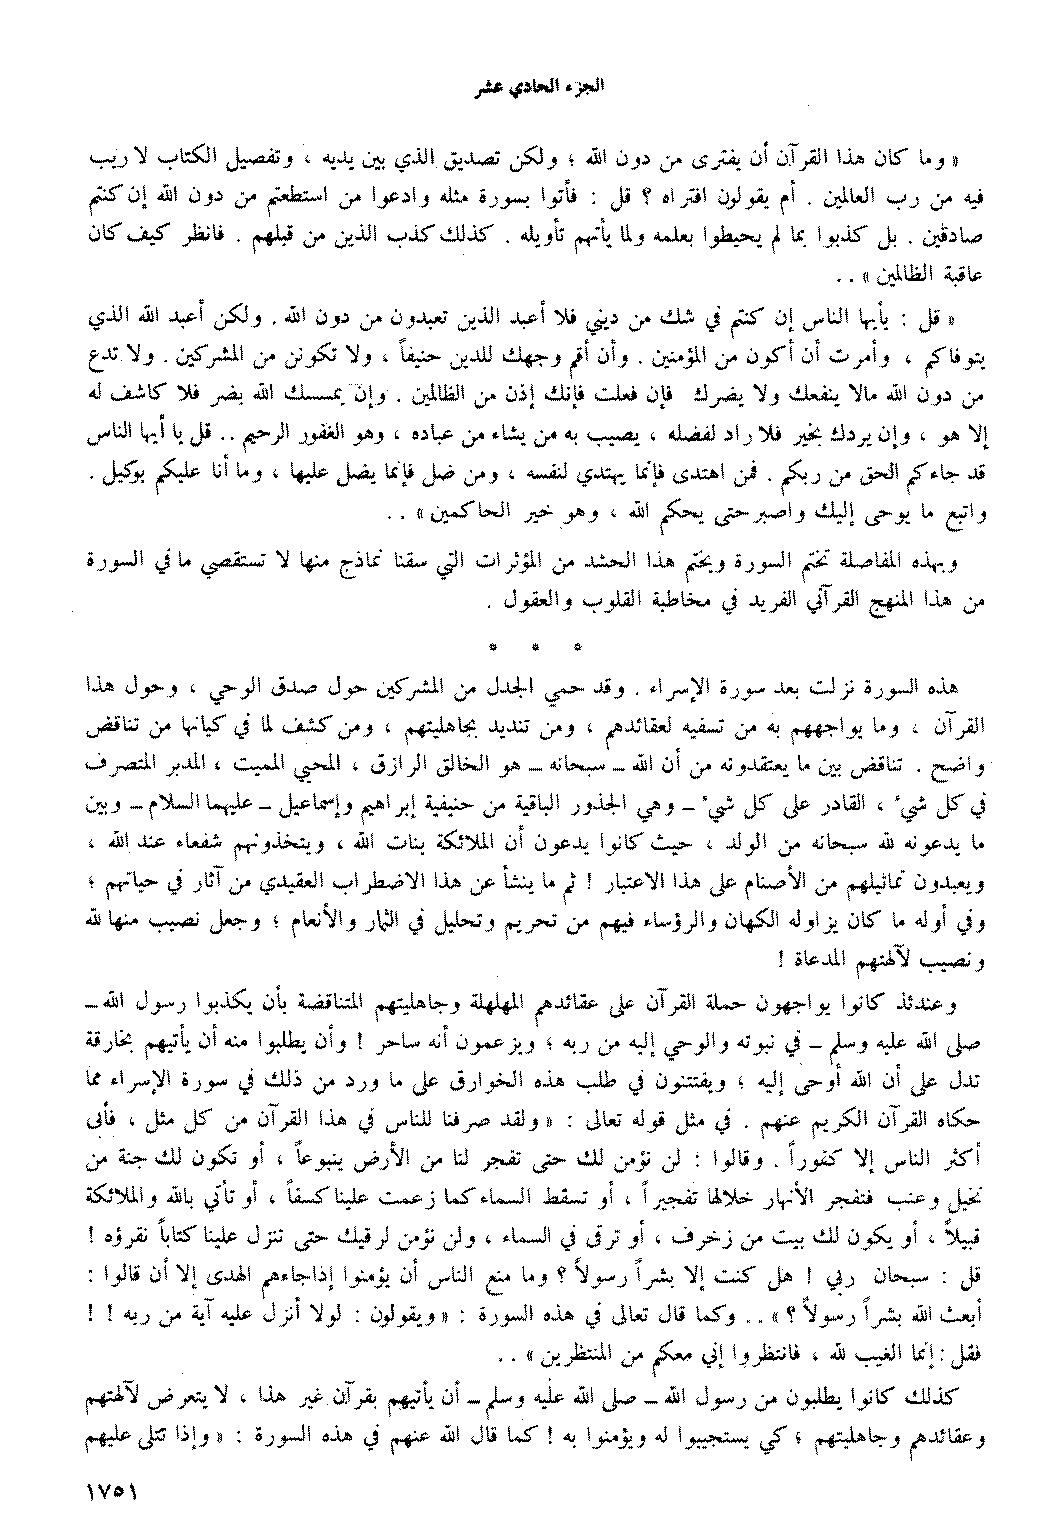 الجزء الحادي عشر
« وما كان هذا القرآن أن يفترى من دون الله ؛ ولكن تصديق الذي بين يديه ، وتفصيل الكتاب لا ريب
فيه من رب العالمين . أم يقولون افتراه ؟ قل : فأتوا بسورة مثله وادعوا من استطعتم من دون الله إن كنتم
صادقين . بل كذبوا بما لم يحيطوا بعلمه ولما يأتهم تأويله . كذلك كذب الذين من قبلهم . فانظر كيف كان
عاقبة الظالمين » . .
« قل : يأيها الناس إن كنتم في شك من ديني فلا أعبد الذين تعبدون من دون الله . ولكن أعبد الله الذي
يتوفاكم ، وأمرت أن أكون من المؤمنين . وأن أقم وجهك للدين حنيفاً ، ولا تكونن من المشركين . ولا تدع
من دون الله مالا ينفعك ولا يضرك فإن فعلت فإنك إذن من الظالمين . وإن يمسسك الله بضر فلا كاشف له
إلا هو ، وإن يردك بخير فلا راد لفضله ، يصيب به من يشاء من عباده ، وهو الغفور الرحيم .. قل يا أيها الناس
قد جاءكم الحق من ربكم . فمن اهتدى فإنما يهتدي لنفسه ، ومن ضل فإنما يضل عليها ، وما أنا عليكم بوكيل .
واتبع ما يوحى إليك واصبر حتى يحكم الله ، وهو خير الحاكمين » . .
وبهذه المفاصلة تختم السورة ويختم هذا الحشد من المؤثرات التي سقنا نماذج منها لا تستقصي ما في السورة
من هذا المنهج القرآني الفريد في مخاطبة القلوب والعقول .
* * *
هذه السورة نزلت بعد سورة الإسراء . وقد حمي الجدل من المشركين حول صدق الوحي ، وحول هذا
القرآن ، وما يواجههم به من تسفيه لعقائدهم ، ومن تنديد بجاهليتهم ، ومن كشف لما في كيانها من تناقض
واضح . تناقض بين ما يعتقدونه من أن الله – سبحانه – هو الخالق الرازق ، المحيي المميت ، المدبر المتصرف
في كل شيء ، القادر على كل شيء – وهي الجذور الباقية من حنيفية إبراهيم وإسماعيل – عليهما السلام – وبين
ما يدعونه لله سبحانه من الولد ، حيث كانوا يدعون أن الملائكة بنات الله ، ويتخذونهم شفعاء عند الله ،
ويعبدون تماثيلهم من الأصنام على هذا الاعتبار ! ثم ما ينشأ عن هذا الاضطراب العقيدي من آثار في حياتهم ؛
وفي أوله ما كان يزاوله الكهان والرؤساء فيهم من تحريم وتحليل في الثمار والأنعام ؛ وجعل نصيب منها لله
ونصيب لآلهتهم المدعاة !
وعندئذ كانوا يواجهون حملة القرآن على عقائدهم المهلهلة وجاهليتهم المتناقضة بأن يكذبوا رسول الله –
صلى الله عليه وسلم – في نبوته والوحي إليه من ربه ؛ ويزعمون أنه ساحر ! وأن يطلبوا منه أن يأتيهم بخارقة
تدل على أن الله أوحى إليه ؛ ويفتنون في طلب هذه الخوارق على ما ورد من ذلك في سورة الإسراء مما
حكاه القرآن الكريم عنهم . في مثل قوله تعالى : « ولقد صرفنا للناس في هذا القرآن من كل مثل ، فأبى
أكثر الناس إلا كفوراً . وقالوا : لن نؤمن لك حتى تفجر لنا من الأرض ينبوعاً ، أو تكون لك جنة من
نخيل وعنب فتفجر الأنهار خلالها تفجيراً ، أو تسقط السماء كما زعمت علينا كسفاً ، أو تأتي بالله والملائكة
قبيلاً ، أو يكون لك بيت من زخرف ، أو ترقى في السماء ، ولن نؤمن لرقيك حتى تنزل علينا كتاباً نقرؤه !
قل : سبحان ربي ! هل كنت إلا بشراً رسولاً ؟ وما منع الناس أن يؤمنوا إذ جاءهم الهدى إلا أن قالوا :
أبعث الله بشراً رسولاً ؟ » .. وكما قال تعالى في هذه السورة : « ويقولون : لولا أنزل عليه آية من ربه ! !
فقل : إنما الغيب لله ، فانتظروا إني معكم من المنتظرين » . .
كذلك كانوا يطلبون من رسول الله – صلى الله عليه وسلم – أن يأتيهم بقرآن غير هذا ، لا يتعرض لآلهتهم
وعقائدهم وجاهليتهم ؛ كي يستجيبوا له ويؤمنوا به ! كما قال الله عنهم في هذه السورة : « وإذا تتلى عليهم
١٧٥١